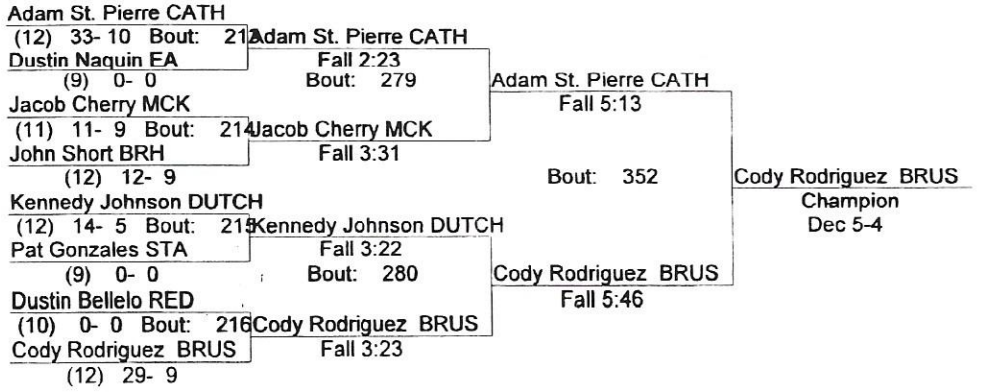 Adam St. Pierre CATH
(12) 33- 10 Bout: 213
Dustin Naquin EA
(9) 0- 0
Jacob Cherry MCK
(11) 11- 9 Bout: 214
John Short BRH
(12) 12- 9
Kennedy Johnson DUTCH
(12) 14- 5 Bout: 215
Pat Gonzales STA
(9) 0- 0
Dustin Bellelo RED
(10) 0- 0 Bout: 216
Cody Rodriguez BRUS
(12) 29- 9
Adam St. Pierre CATH
Fall 2:23
Bout: 279
Jacob Cherry MCK
Fall 3:31
Kennedy Johnson DUTCH
Fall 3:22
Bout: 280
Cody Rodriguez BRUS
Fall 3:23
Adam St. Pierre CATH
Fall 5:13
Bout: 352
Cody Rodriguez BRUS
Fall 5:46
Cody Rodriguez BRUS
Champion
Dec 5-4